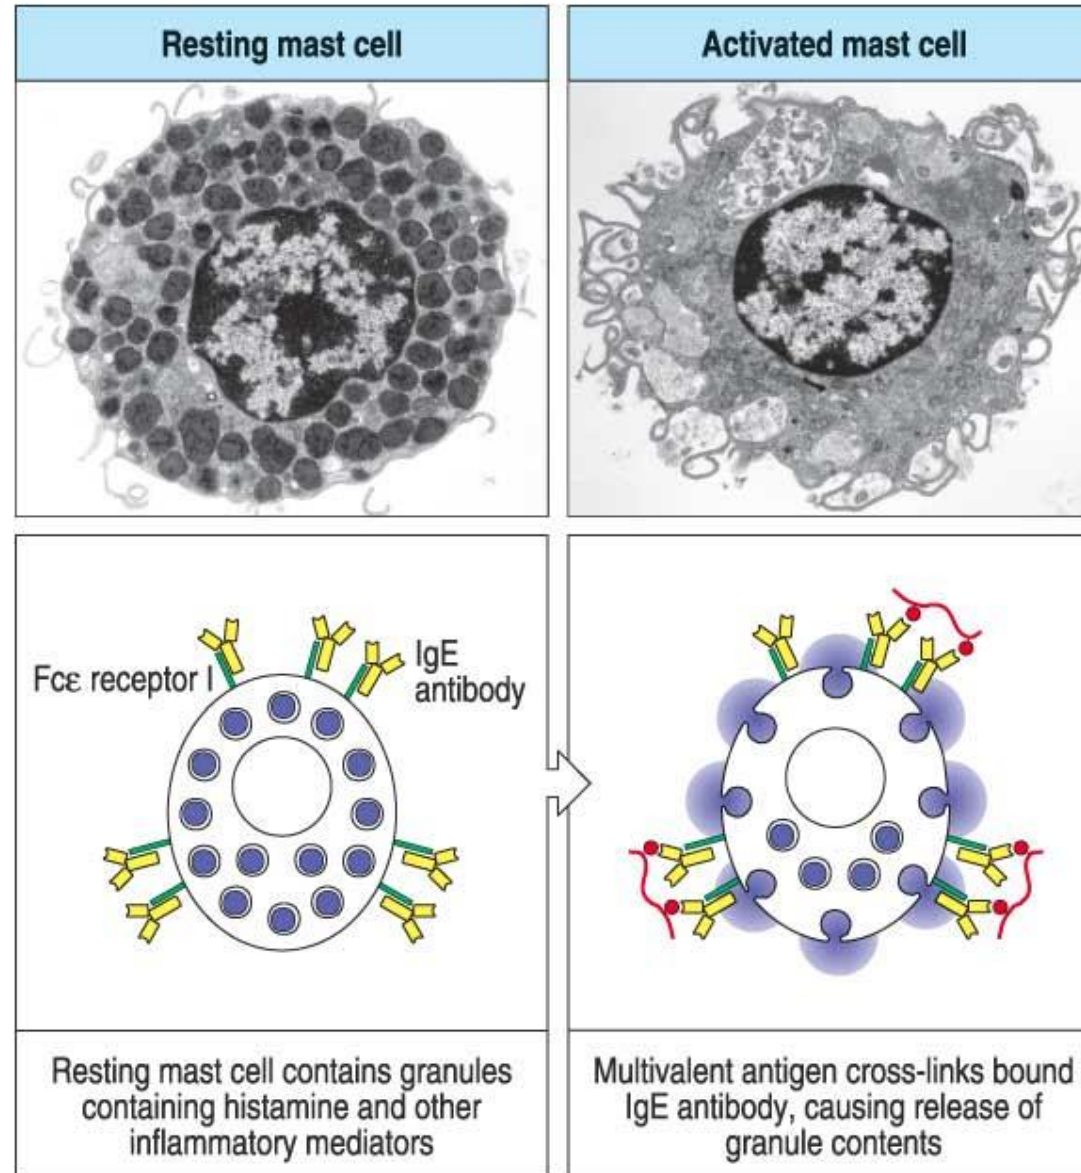 Resting mast cell
Activated mast cell
Fcε receptor I
IgE
antibody
Resting mast cell contains granules
containing histamine and other
inflammatory mediators
Multivalent antigen cross-links bound
IgE antibody, causing release of
granule contents